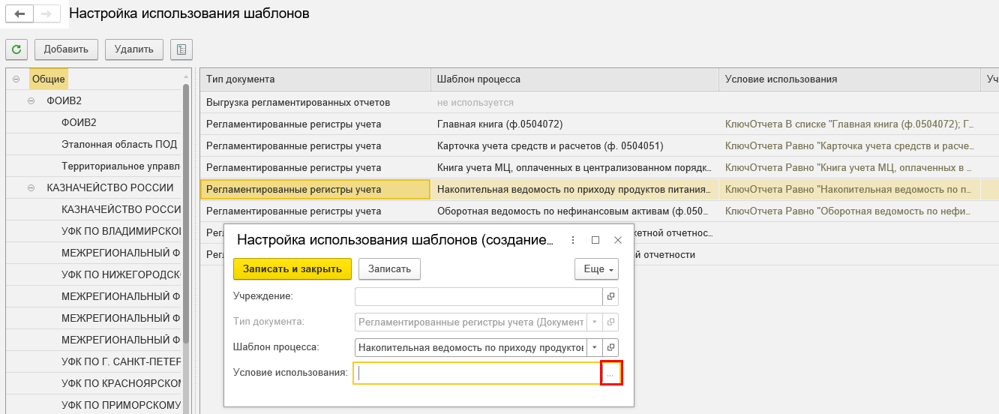 Настройка использования шаблонов
Добавить Удалить
Общие
ФОИВ2
ФОИВ2
Эталонная область ПОД
Территориальное управл
КАЗНАЧЕЙСТВО РОССИИ
КАЗНАЧЕЙСТВО РОССИ
УФК ПО ВЛАДИМИРСКО
МЕЖРЕГИОНАЛЬНЫЙ Ф
УФК ПО НИЖЕГОРОДСК
МЕЖРЕГИОНАЛЬНЫЙ Ф
МЕЖРЕГИОНАЛЬНЫЙ Ф
МЕЖРЕГИОНАЛЬНЫЙ Ф
УФК ПО Г. САНКТ-ПЕТЕР
УФК ПО КРАСНОЯРСКОМ
УФК ПО ПРИМОРСКОМУ
Тип документа Шаблон процесса Условие использования Уч
Выгрузка регламентированных отчетов не используется
Регламентированные регистры учета Главная книга (ф.0504072) КлючОтчета В списке "Главная книга (ф.0504072); Г...
Регламентированные регистры учета Карточка учета средств и расчетов (ф. 0504051) КлючОтчета Равно "Карточка учета средств и расче...
Регламентированные регистры учета Книга учета МЦ, оплаченных в централизованном порядк... КлючОтчета Равно "Книга учета МЦ, оплаченных в ...
Регламентированные регистры учета Накопительная ведомость по приходу продуктов питания... КлючОтчета Равно "Накопительная ведомость по п...
Регламентированные регистры учета Оборотная ведомость по нефинансовым активам (ф.050... КлючОтчета Равно "Оборотная ведомость по нефи...
Рег жетной отчетнос...
Рег й отчетности
Настройка использования шаблонов (создание...
Записать и закрыть Записать Еще
Учреждение:
Тип документа: Регламентированные регистры учета (Документ
Шаблон процесса: Накопительная ведомость по приходу продуктов
Условие использования: ...